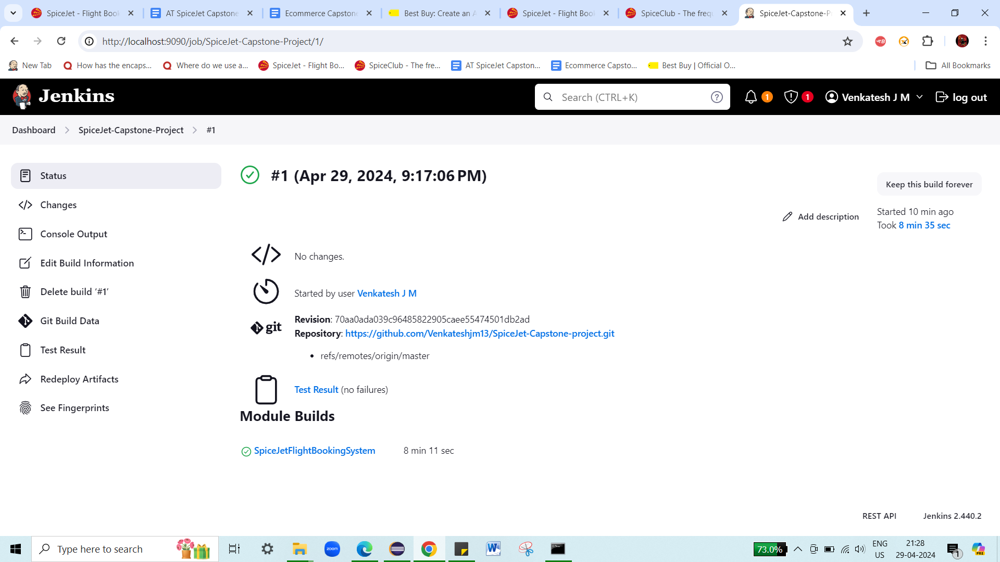 SpiceJet - Flight Book
AT SpiceJet Capstone
Ecommerce Capstone
Best Buy: Create an A
SpiceJet - Flight Boo
SpiceClub - The frequ
SpiceJet-Capstone-P
http://localhost:9090/job/SpiceJet-Capstone-Project/1/
New Tab
How has the encaps...
Where do we use a...
SpiceJet - Flight Bo...
SpiceClub - The fre...
AT SpiceJet Capston...
Ecommerce Capsto...
Best Buy | Official O...
All Bookmarks
Jenkins
Search (CTRL+K)
1
1
Venkatesh J M
log out
Dashboard
SpiceJet-Capstone-Project
#1
Status
Changes
Console Output
Edit Build Information
Delete build ‘#1’
Git Build Data
Test Result
Redeploy Artifacts
See Fingerprints
#1 (Apr 29, 2024, 9:17:06 PM)
Keep this build forever
Add description
Started 10 min ago
Took 8 min 35 sec
No changes.
Started by user Venkatesh J M
git
Revision: 70aa0ada039c96485822905caee55474501db2ad
Repository: https://github.com/Venkateshjm13/SpiceJet-Capstone-project.git
• refs/remotes/origin/master
Test Result (no failures)
Module Builds
SpiceJetFlightBookingSystem 8 min 11 sec
REST API
Jenkins 2.440.2
Type here to search
zoom
73.0%
ENG
US
21:28
29-04-2024
1
PRE